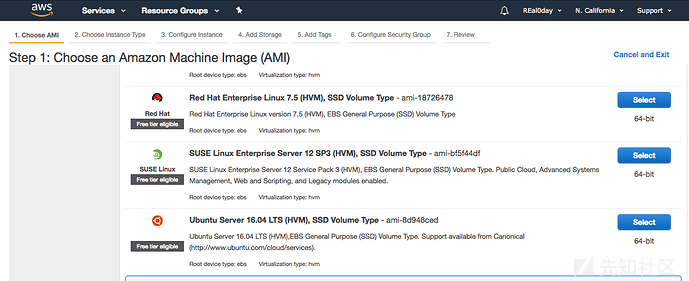 aws
Services
Resource Groups
REal0day
N. California
Support
1. Choose AMI
2. Choose Instance Type
3. Configure Instance
4. Add Storage
5. Add Tags
6. Configure Security Group
7. Review
Step 1: Choose an Amazon Machine Image (AMI)
Cancel and Exit
Root device type: ebs Virtualization type: hvm
Red Hat
Free tier eligible
Red Hat Enterprise Linux 7.5 (HVM), SSD Volume Type - ami-18726478
Red Hat Enterprise Linux version 7.5 (HVM), EBS General Purpose (SSD) Volume Type
Root device type: ebs Virtualization type: hvm
Select
64-bit
SUSE Linux
Free tier eligible
SUSE Linux Enterprise Server 12 SP3 (HVM), SSD Volume Type - ami-bf5f44df
SUSE Linux Enterprise Server 12 Service Pack 3 (HVM), EBS General Purpose (SSD) Volume Type. Public Cloud, Advanced Systems
Management, Web and Scripting, and Legacy modules enabled.
Root device type: ebs Virtualization type: hvm
Select
64-bit
Free tier eligible
Ubuntu Server 16.04 LTS (HVM), SSD Volume Type - ami-8d948ced
Ubuntu Server 16.04 LTS (HVM),EBS General Purpose (SSD) Volume Type. Support available from Canonical
(http://www.ubuntu.com/cloud/services).
Root device type: ebs Virtualization type: hvm
Select
64-bit
先知社区